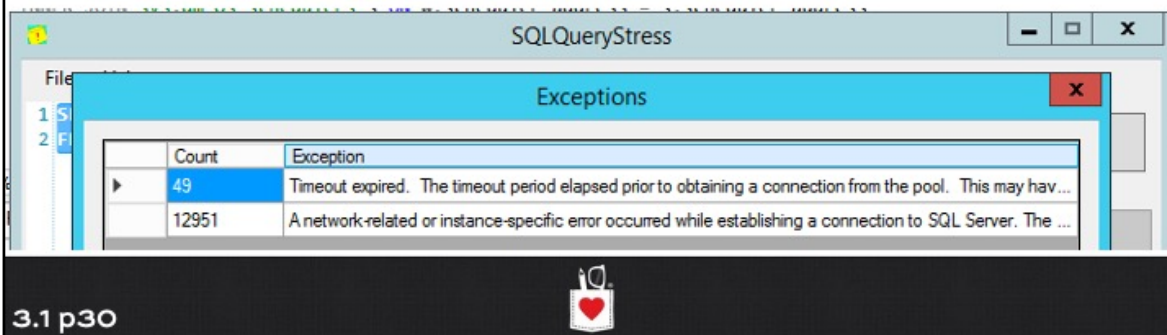 SQLQueryStress
File
Exceptions
1 S
2 F
Count Exception
49 Timeout expired. The timeout period elapsed prior to obtaining a connection from the pool. This may hav...
12951 A network-related or instance-specific error occurred while establishing a connection to SQL Server. The ...
3.1 p30